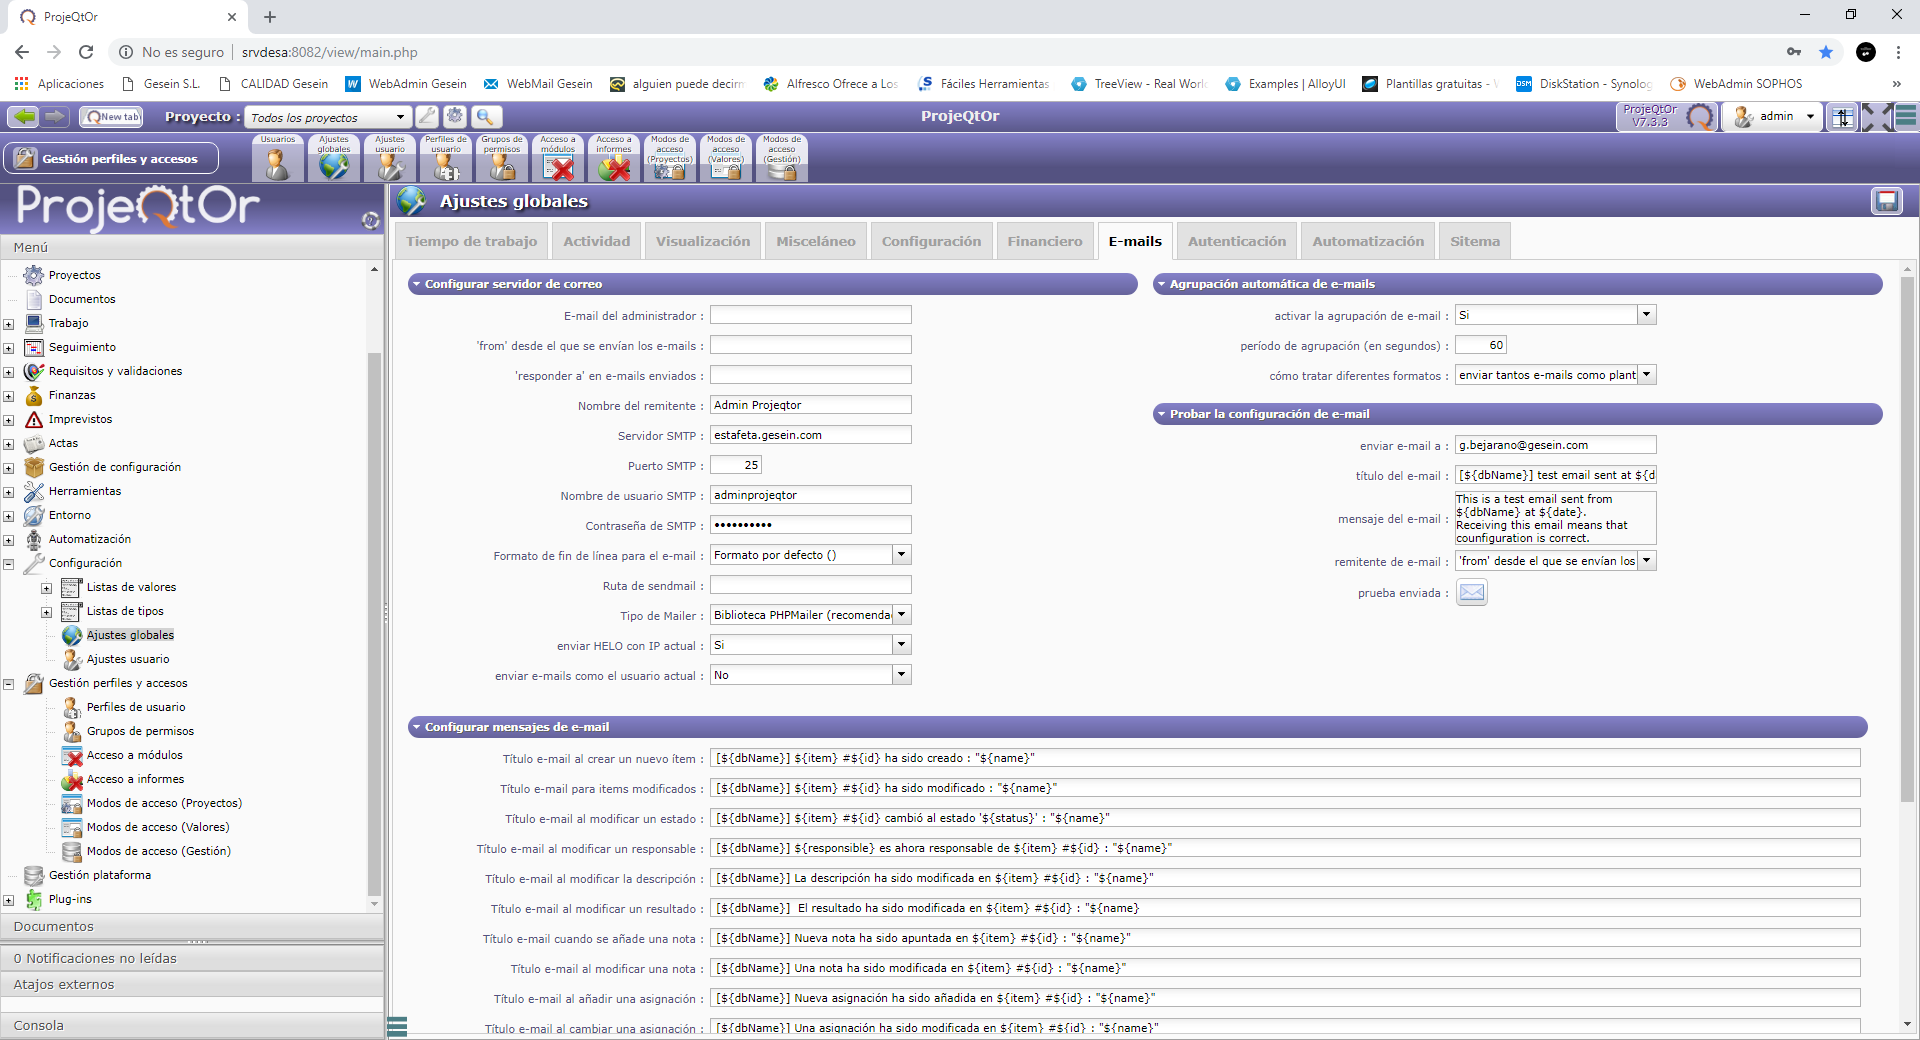 ProjeQtOr
No es seguro
srvdesa:8082/view/main.php
Aplicaciones
Gesein S.L.
CALIDAD Gesein
WebAdmin Gesein
WebMail Gesein
alguien puede decirm
Alfresco Ofrece a Los
Fáciles Herramientas
TreeView - Real World
Examples | AlloyUI
Plantillas gratuitas -
DiskStation - Synolog
WebAdmin SOPHOS
»
New tab
Proyecto :
Todos los proyectos
ProjeQtOr
ProjeQtOr
V7.3.3
admin
Gestión perfiles y accesos
Usuarios
Ajustes globales
Ajustes usuario
Perfiles de usuario
Grupos de permisos
Acceso a módulos
Acceso a informes
Modos de acceso (Proyectos)
Modos de acceso (Valores)
Modos de acceso (Gestión)
ProjeQtOr
Menú
Proyectos
Documentos
Trabajo
Seguimiento
Requisitos y validaciones
Finanzas
Imprevistos
Actas
Gestión de configuración
Herramientas
Entorno
Automatización
Configuración
Listas de valores
Listas de tipos
Ajustes globales
Ajustes usuario
Gestión perfiles y accesos
Perfiles de usuario
Grupos de permisos
Acceso a módulos
Acceso a informes
Modos de acceso (Proyectos)
Modos de acceso (Valores)
Modos de acceso (Gestión)
Gestión plataforma
Plug-ins
Documentos
0 Notificaciones no leídas
Atajos externos
Consola
Ajustes globales
Tiempo de trabajo
Actividad
Visualización
Misceláneo
Configuración
Financiero
E-mails
Autenticación
Automatización
Sitema
Configurar servidor de correo
E-mail del administrador :
'from' desde el que se envían los e-mails :
'responder a' en e-mails enviados :
Nombre del remitente : Admin Projeqtor
Servidor SMTP : estafeta.gesein.com
Puerto SMTP : 25
Nombre de usuario SMTP : adminprojeqtor
Contraseña de SMTP : ••••••••••
Formato de fin de línea para el e-mail : Formato por defecto ()
Ruta de sendmail :
Tipo de Mailer : Biblioteca PHPMailer (recomenda
enviar HELO con IP actual : Si
enviar e-mails como el usuario actual : No
Agrupación automática de e-mails
activar la agrupación de e-mail : Si
período de agrupación (en segundos) : 60
cómo tratar diferentes formatos : enviar tantos e-mails como plant
Probar la configuración de e-mail
enviar e-mail a : g.bejarano@gesein.com
título del e-mail : [${dbName}] test email sent at ${d
mensaje del e-mail :
This is a test email sent from
${dbName} at ${date}.
Receiving this email means that
counfiguration is correct.
remitente de e-mail : 'from' desde el que se envían los
prueba enviada :
Configurar mensajes de e-mail
Título e-mail al crear un nuevo ítem : [${dbName}] ${item} #${id} ha sido creado : "${name}"
Título e-mail para items modificados : [${dbName}] ${item} #${id} ha sido modificado : "${name}"
Título e-mail al modificar un estado : [${dbName}] ${item} #${id} cambió al estado '${status}' : "${name}"
Título e-mail al modificar un responsable : [${dbName}] ${responsible} es ahora responsable de ${item} #${id} : "${name}"
Título e-mail al modificar la descripción : [${dbName}] La descripción ha sido modificada en ${item} #${id} : "${name}"
Título e-mail al modificar un resultado : [${dbName}] El resultado ha sido modificada en ${item} #${id} : "${name}
Título e-mail cuando se añade una nota : [${dbName}] Nueva nota ha sido apuntada en ${item} #${id} : "${name}"
Título e-mail al modificar una nota : [${dbName}] Una nota ha sido modificada en ${item} #${id} : "${name}"
Título e-mail al añadir una asignación : [${dbName}] Nueva asignación ha sido añadida en ${item} #${id} : "${name}"
Título e-mail al cambiar una asignación : [${dbName}] Una asignación ha sido modificada en ${item} #${id} : "${name}"